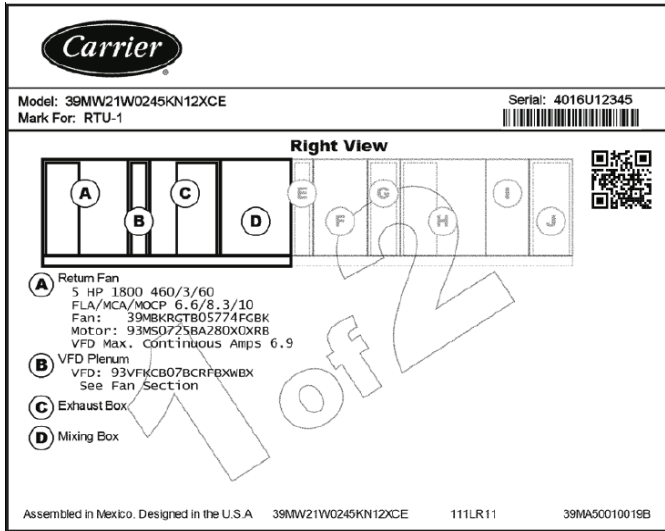 Carrier
Model: 39MW21W0245KN12XCE
Serial: 4016U12345
Mark For: RTU-1
Right View
A
B
C
D
E
F
G
H
I
J
A Return Fan
5 HP 1800 460/3/60
FLA/MCA/MOCP 6.6/8.3/10
Fan: 39MBKRGTB05774FGBK
Motor: 93MS0725BA280X0XRB
VFD Max. Continuous Amps 6.9
B VFD Plenum
VFD: 93VFKCB07BCRFBXWBX
See Fan Section
C Exhaust Box
D Mixing Box
1 of 2
Assembled in Mexico. Designed in the U.S.A 39MW21W0245KN12XCE 111LR11 39MA50010019B